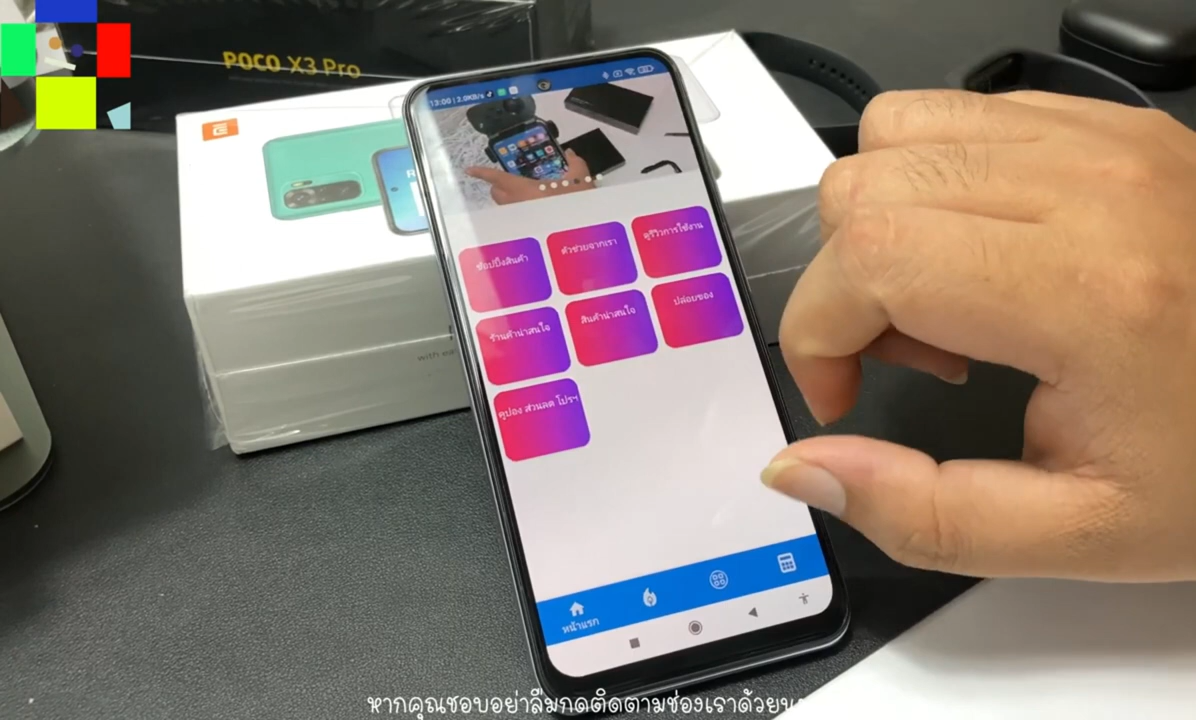 POCO X3 Pro
13:00 | 3.0KB/s
ช้อปปิ้งสินค้า
ตัวช่วยจากเรา
ดูรีวิวการใช้งาน
ร้านค้าน่าสนใจ
สินค้าน่าสนใจ
ปล่อยของ
คูปอง ส่วนลด โปรฯ
หน้าแรก
with
หากคุณชอบอย่าลืมกดติดตามช่องเราด้วย